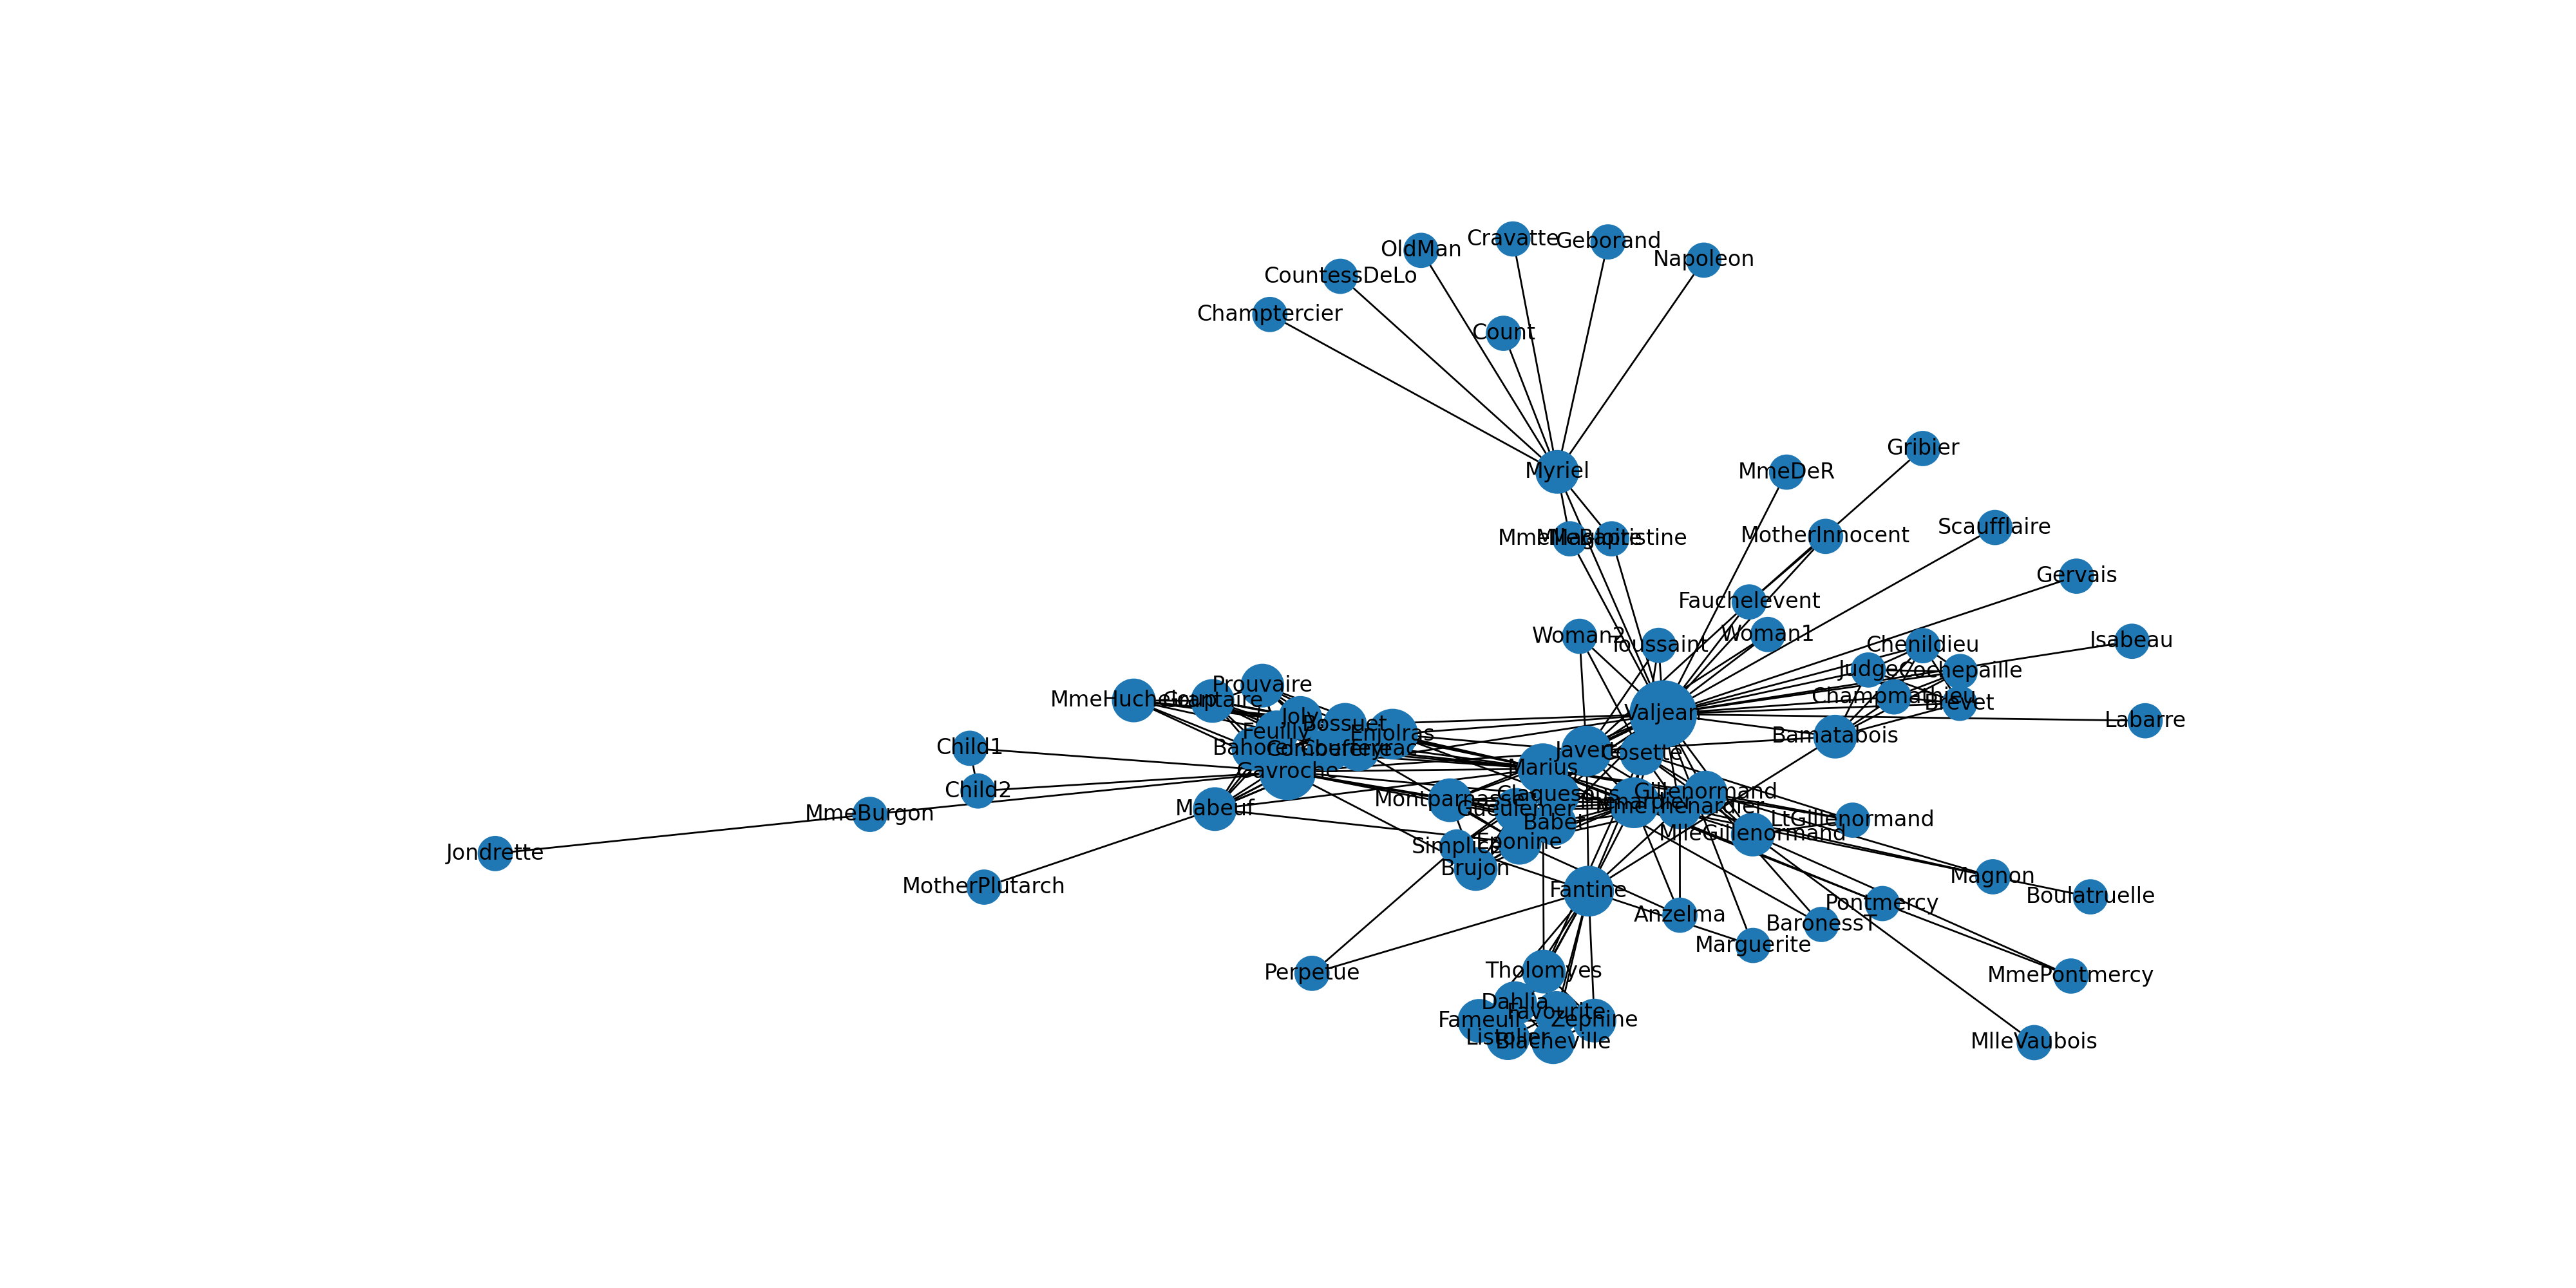 Cravatte
Geborand
OldMan
Napoleon
CountessDeLo
Champtercier
Count
Gribier
Myriel
MmeDeR
Scaufflaire
MotherInnocent
MmeMagloire
MlleBaptistine
Gervais
Fauchelevent
Woman2
Woman1
Toussaint
Isabeau
Chenildieu
Judge
Cochepaille
Prouvaire
Champmathieu
MmeHucheloup
Grantaire
Brevet
Valjean
Joly
Labarre
Bossuet
Feuilly
Enjolras
Bamatabois
Child1
Bahorel
Combeferre
Courfeyrac
Javert
Cosette
Marius
Gavroche
Child2
Gillenormand
Claquesous
Montparnasse
Thenardier
MmeThenardier
Mabeuf
Gueulemer
MmeBurgon
LtGillenormand
Babet
MlleGillenormand
Eponine
Simplice
Jondrette
Brujon
Magnon
MotherPlutarch
Fantine
Boulatruelle
Pontmercy
Anzelma
BaronessT
Marguerite
Tholomyes
Perpetue
MmePontmercy
Dahlia
Favourite
Fameuil
Zephine
Listolier
Blacheville
MlleVaubois